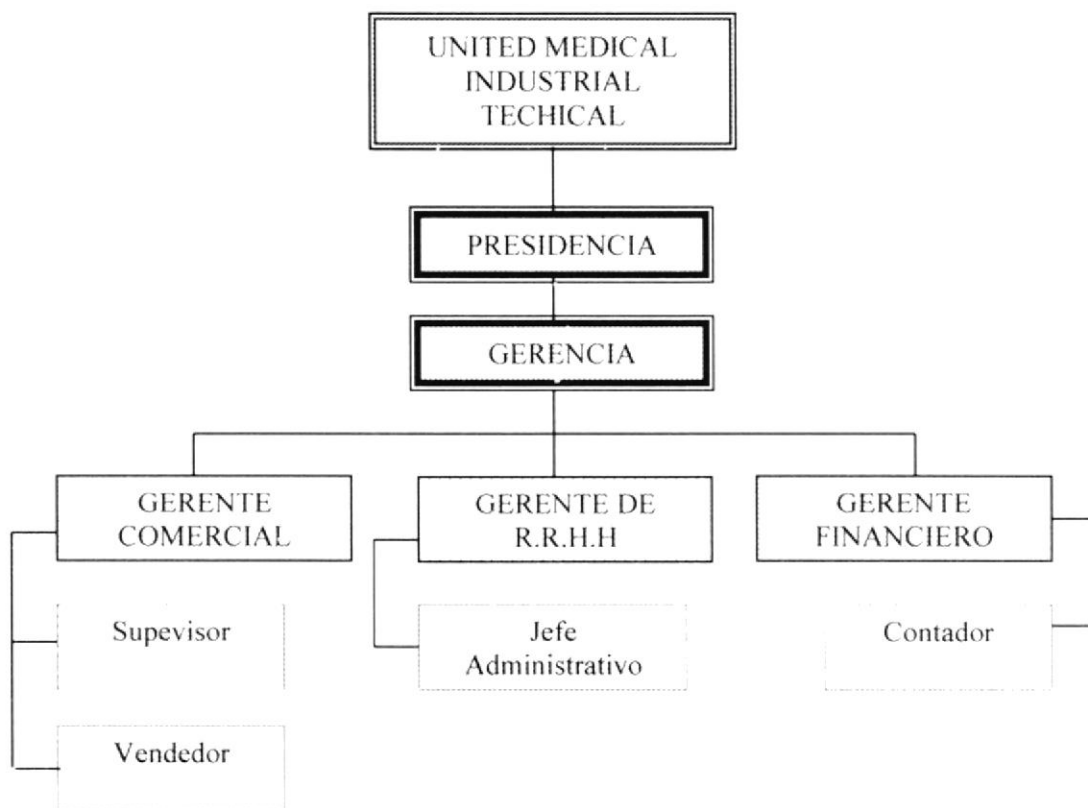 UNITED MEDICAL
INDUSTRIAL
TECHICAL
PRESIDENCIA
GERENCIA
GERENTE
COMERCIAL
GERENTE DE
R.R.H.H
GERENTE
FINANCIERO
Supevisor
Jefe
Administrativo
Contador
Vendedor